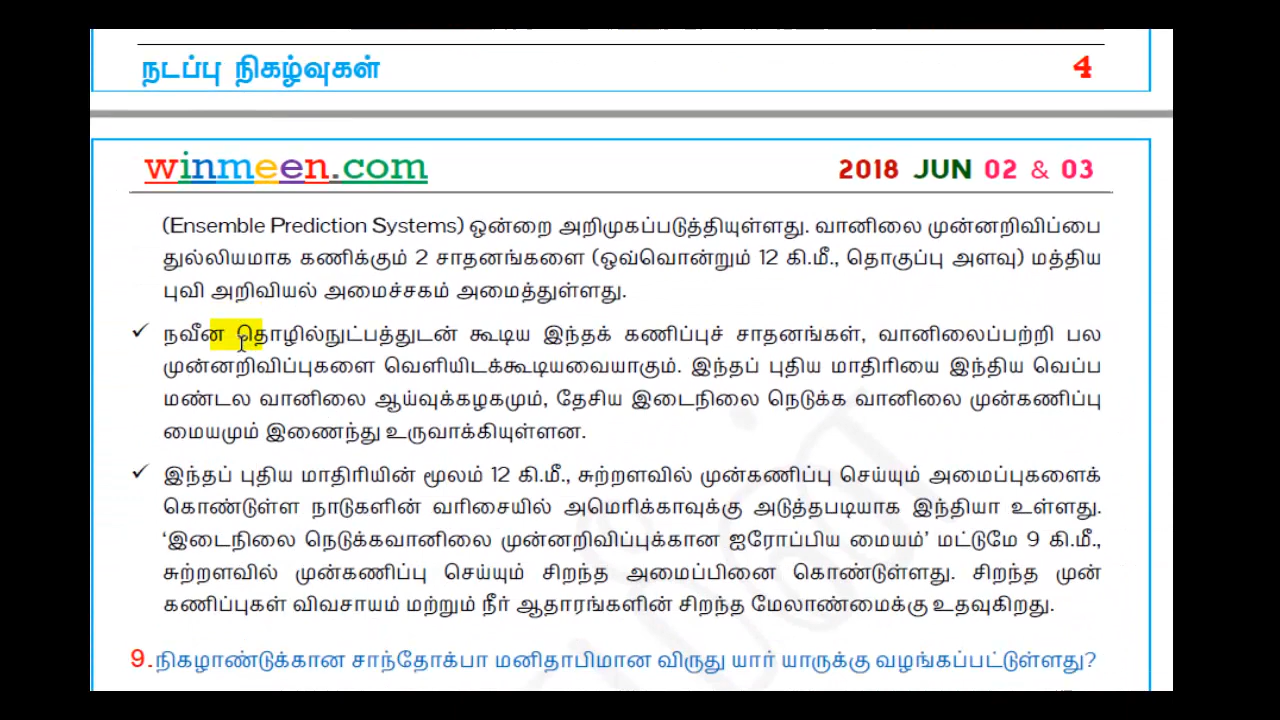 நடப்பு நிகழ்வுகள் 4
winmeen.com 2018 JUN 02 & 03
(Ensemble Prediction Systems) ஒன்றை அறிமுகப்படுத்தியுள்ளது. வானிலை முன்னறிவிப்பை
துல்லியமாக கணிக்கும் 2 சாதனங்களை (ஒவ்வொன்றும் 12 கி.மீ., தொகுப்பு அளவு) மத்திய
புவி அறிவியல் அமைச்சகம் அமைத்துள்ளது.
✓ நவீன தொழில்நுட்பத்துடன் கூடிய இந்தக் கணிப்புச் சாதனங்கள், வானிலைப்பற்றி பல
முன்னறிவிப்புகளை வெளியிடக்கூடியவையாகும். இந்தப் புதிய மாதிரியை இந்திய வெப்ப
மண்டல வானிலை ஆய்வுக்கழகமும், தேசிய இடைநிலை நெடுக்க வானிலை முன்கணிப்பு
மையமும் இணைந்து உருவாக்கியுள்ளன.
✓ இந்தப் புதிய மாதிரியின் மூலம் 12 கி.மீ., சுற்றளவில் முன்கணிப்பு செய்யும் அமைப்புகளைக்
கொண்டுள்ள நாடுகளின் வரிசையில் அமெரிக்காவுக்கு அடுத்தபடியாக இந்தியா உள்ளது.
‘இடைநிலை நெடுக்கவானிலை முன்னறிவிப்புக்கான ஐரோப்பிய மையம்’ மட்டுமே 9 கி.மீ.,
சுற்றளவில் முன்கணிப்பு செய்யும் சிறந்த அமைப்பினை கொண்டுள்ளது. சிறந்த முன்
கணிப்புகள் விவசாயம் மற்றும் நீர் ஆதாரங்களின் சிறந்த மேலாண்மைக்கு உதவுகிறது.
9.நிகழாண்டுக்கான சாந்தோக்பா மனிதாபிமான விருது யார் யாருக்கு வழங்கப்பட்டுள்ளது?